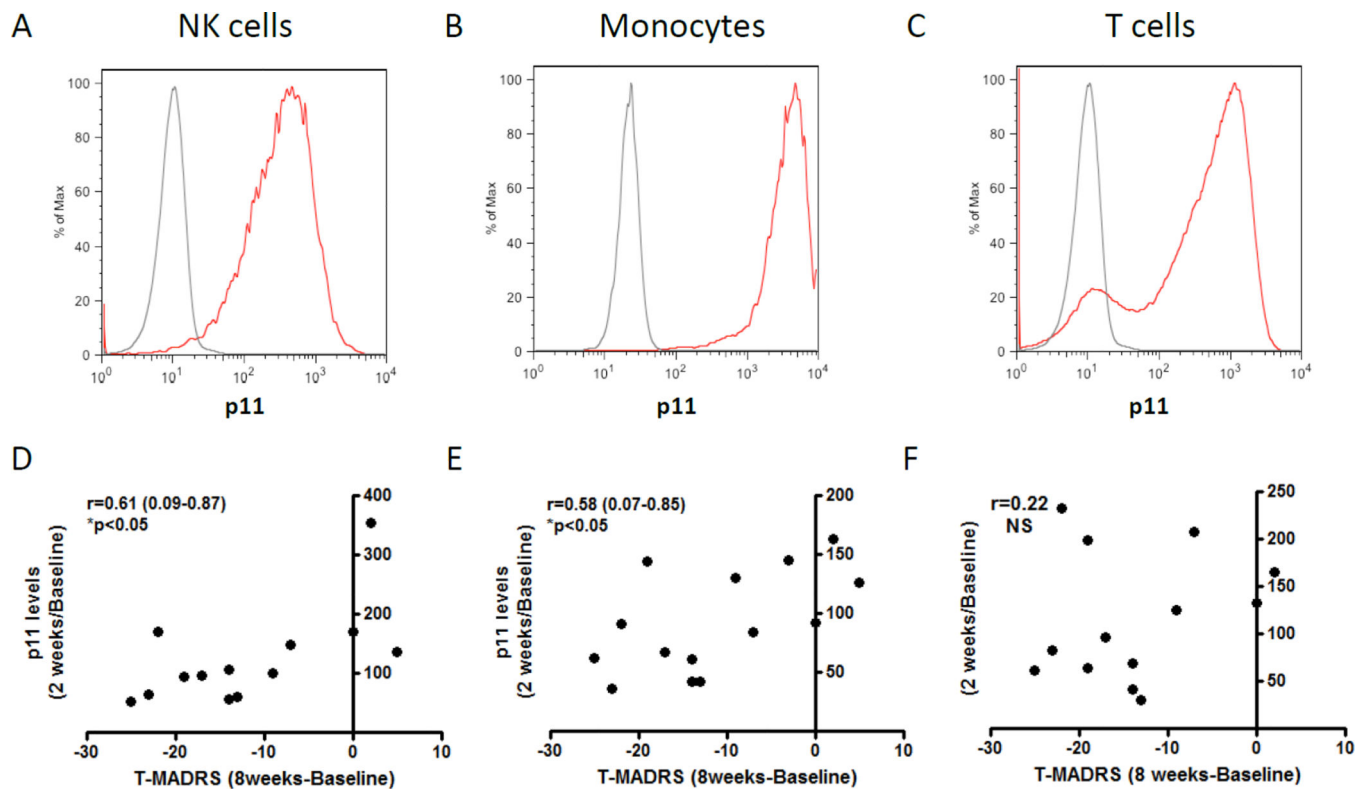 A NK cells
B Monocytes
C T cells
% of Max
100
80
60
40
20
0
10⁰ 10¹ 10² 10³ 10⁴
p11
% of Max
100
80
60
40
20
0
10⁰ 10¹ 10² 10³ 10⁴
p11
% of Max
100
80
60
40
20
0
10⁰ 10¹ 10² 10³ 10⁴
p11
D
r=0.61 (0.09-0.87)
*p<0.05
p11 levels
(2 weeks/Baseline)
400
300
200
100
-30 -20 -10 0 10
T-MADRS (8weeks-Baseline)
E
r=0.58 (0.07-0.85)
*p<0.05
p11 levels
(2 weeks/Baseline)
200
150
100
50
-30 -20 -10 0 10
T-MADRS (8weeks-Baseline)
F
r=0.22
NS
(2 weeks/Baseline)
250
200
150
100
50
-30 -20 -10 0 10
T-MADRS (8 weeks-Baseline)